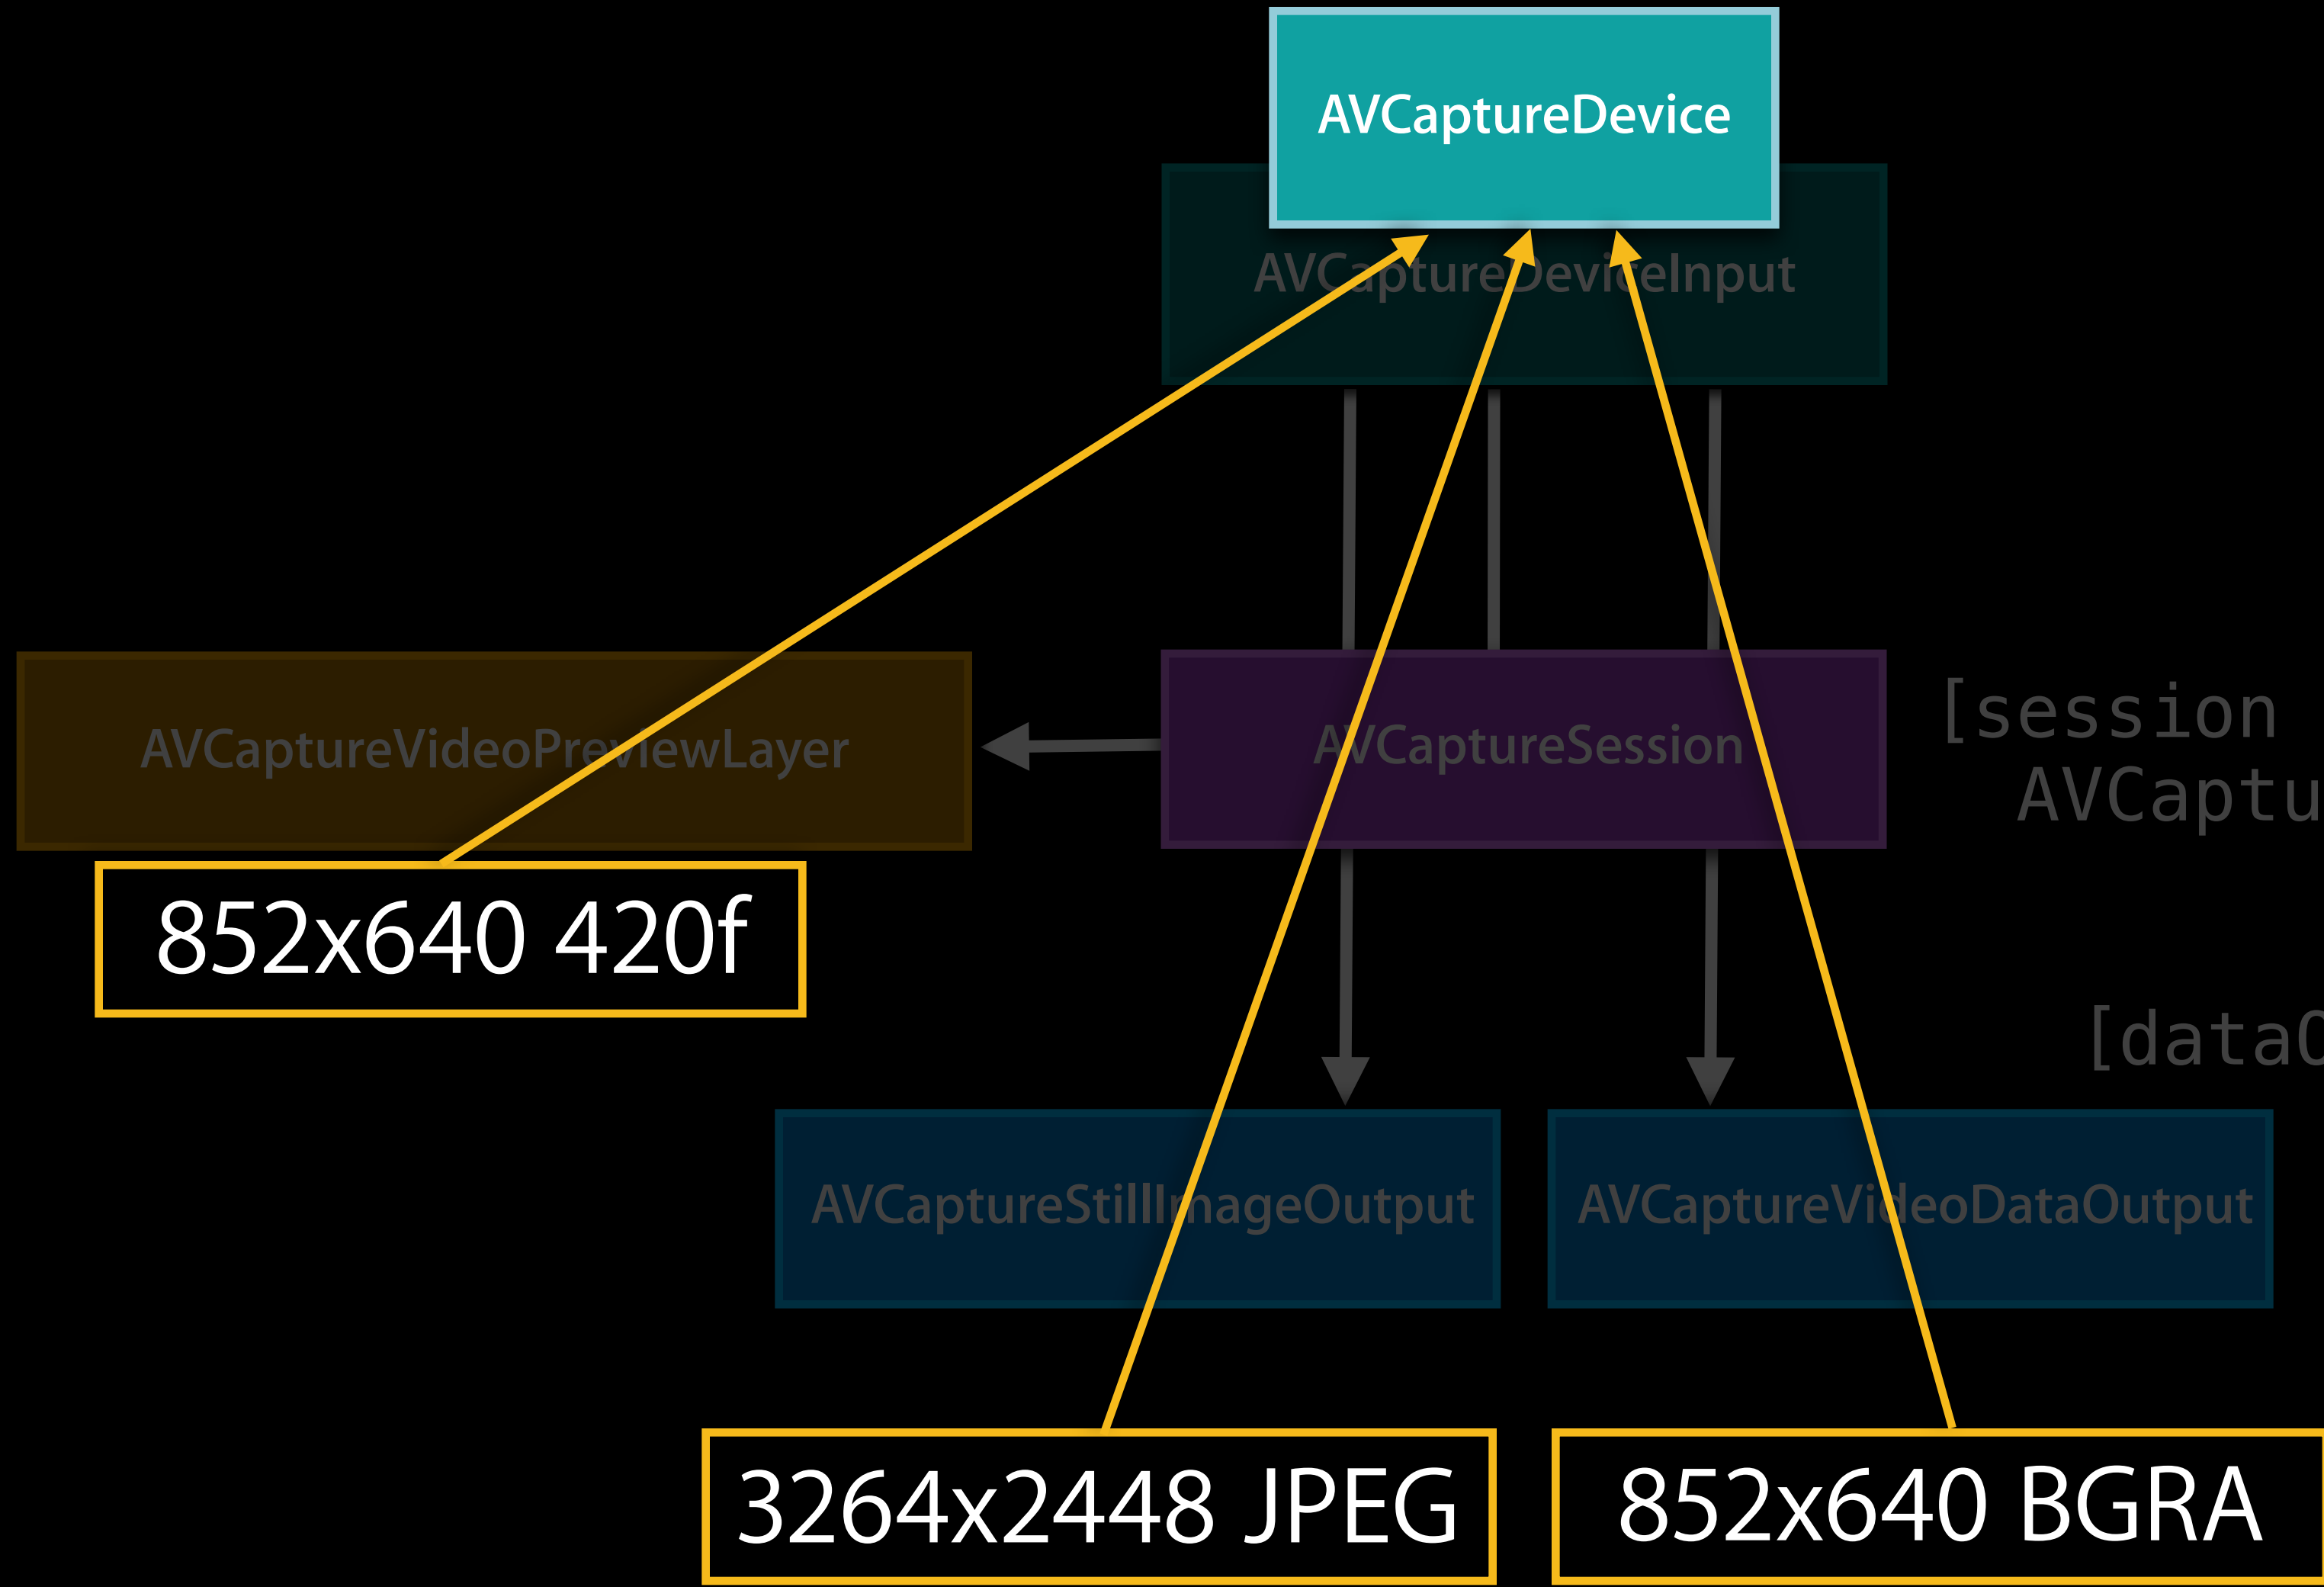 AVCaptureDevice
AVCaptureDeviceInput
AVCaptureVideoPreviewLayer
AVCaptureSession
[session
AVCaptu
852x640 420f
[dataO
AVCaptureStillImageOutput
AVCaptureVideoDataOutput
3264x2448 JPEG
852x640 BGRA